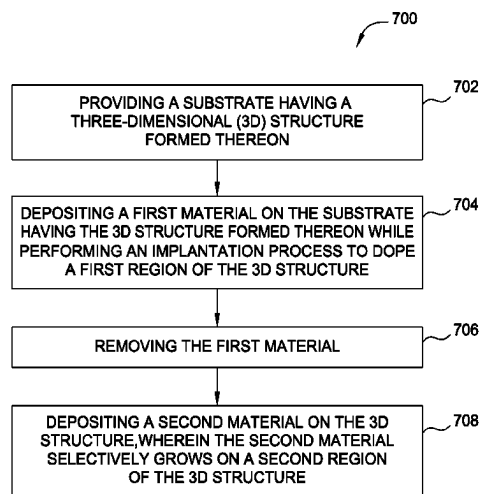 700
702
PROVIDING A SUBSTRATE HAVING A
THREE-DIMENSIONAL (3D) STRUCTURE
FORMED THEREON
704
DEPOSITING A FIRST MATERIAL ON THE SUBSTRATE
HAVING THE 3D STRUCTURE FORMED THEREON WHILE
PERFORMING AN IMPLANTATION PROCESS TO DOPE
A FIRST REGION OF THE 3D STRUCTURE
706
REMOVING THE FIRST MATERIAL
708
DEPOSITING A SECOND MATERIAL ON THE 3D
STRUCTURE,WHEREIN THE SECOND MATERIAL
SELECTIVELY GROWS ON A SECOND REGION
OF THE 3D STRUCTURE